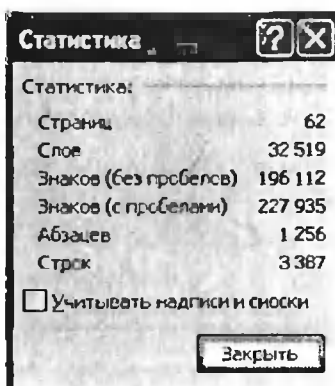 Статистика
Статистика:
Страниц 62
Слов 32 519
Знаков (без пробелов) 196 112
Знаков (с пробелами) 227 935
Абзацев 1 256
Строк 3 387
Учитывать надписи и сноски
Закрыть